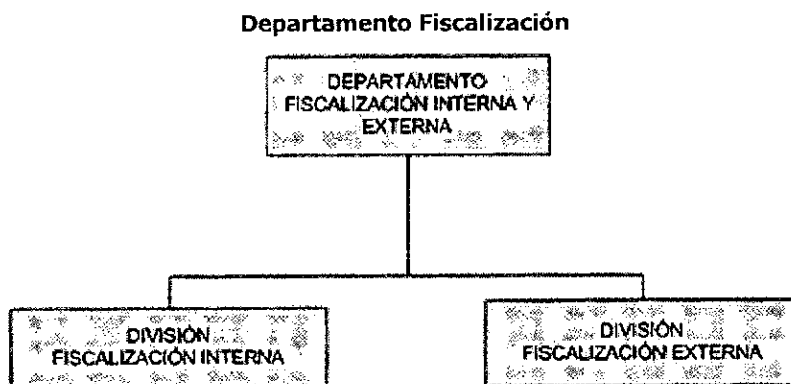 Departamento Fiscalización
DEPARTAMENTO
FISCALIZACIÓN INTERNA Y
EXTERNA
DIVISIÓN
FISCALIZACIÓN INTERNA
DIVISIÓN
FISCALIZACIÓN EXTERNA